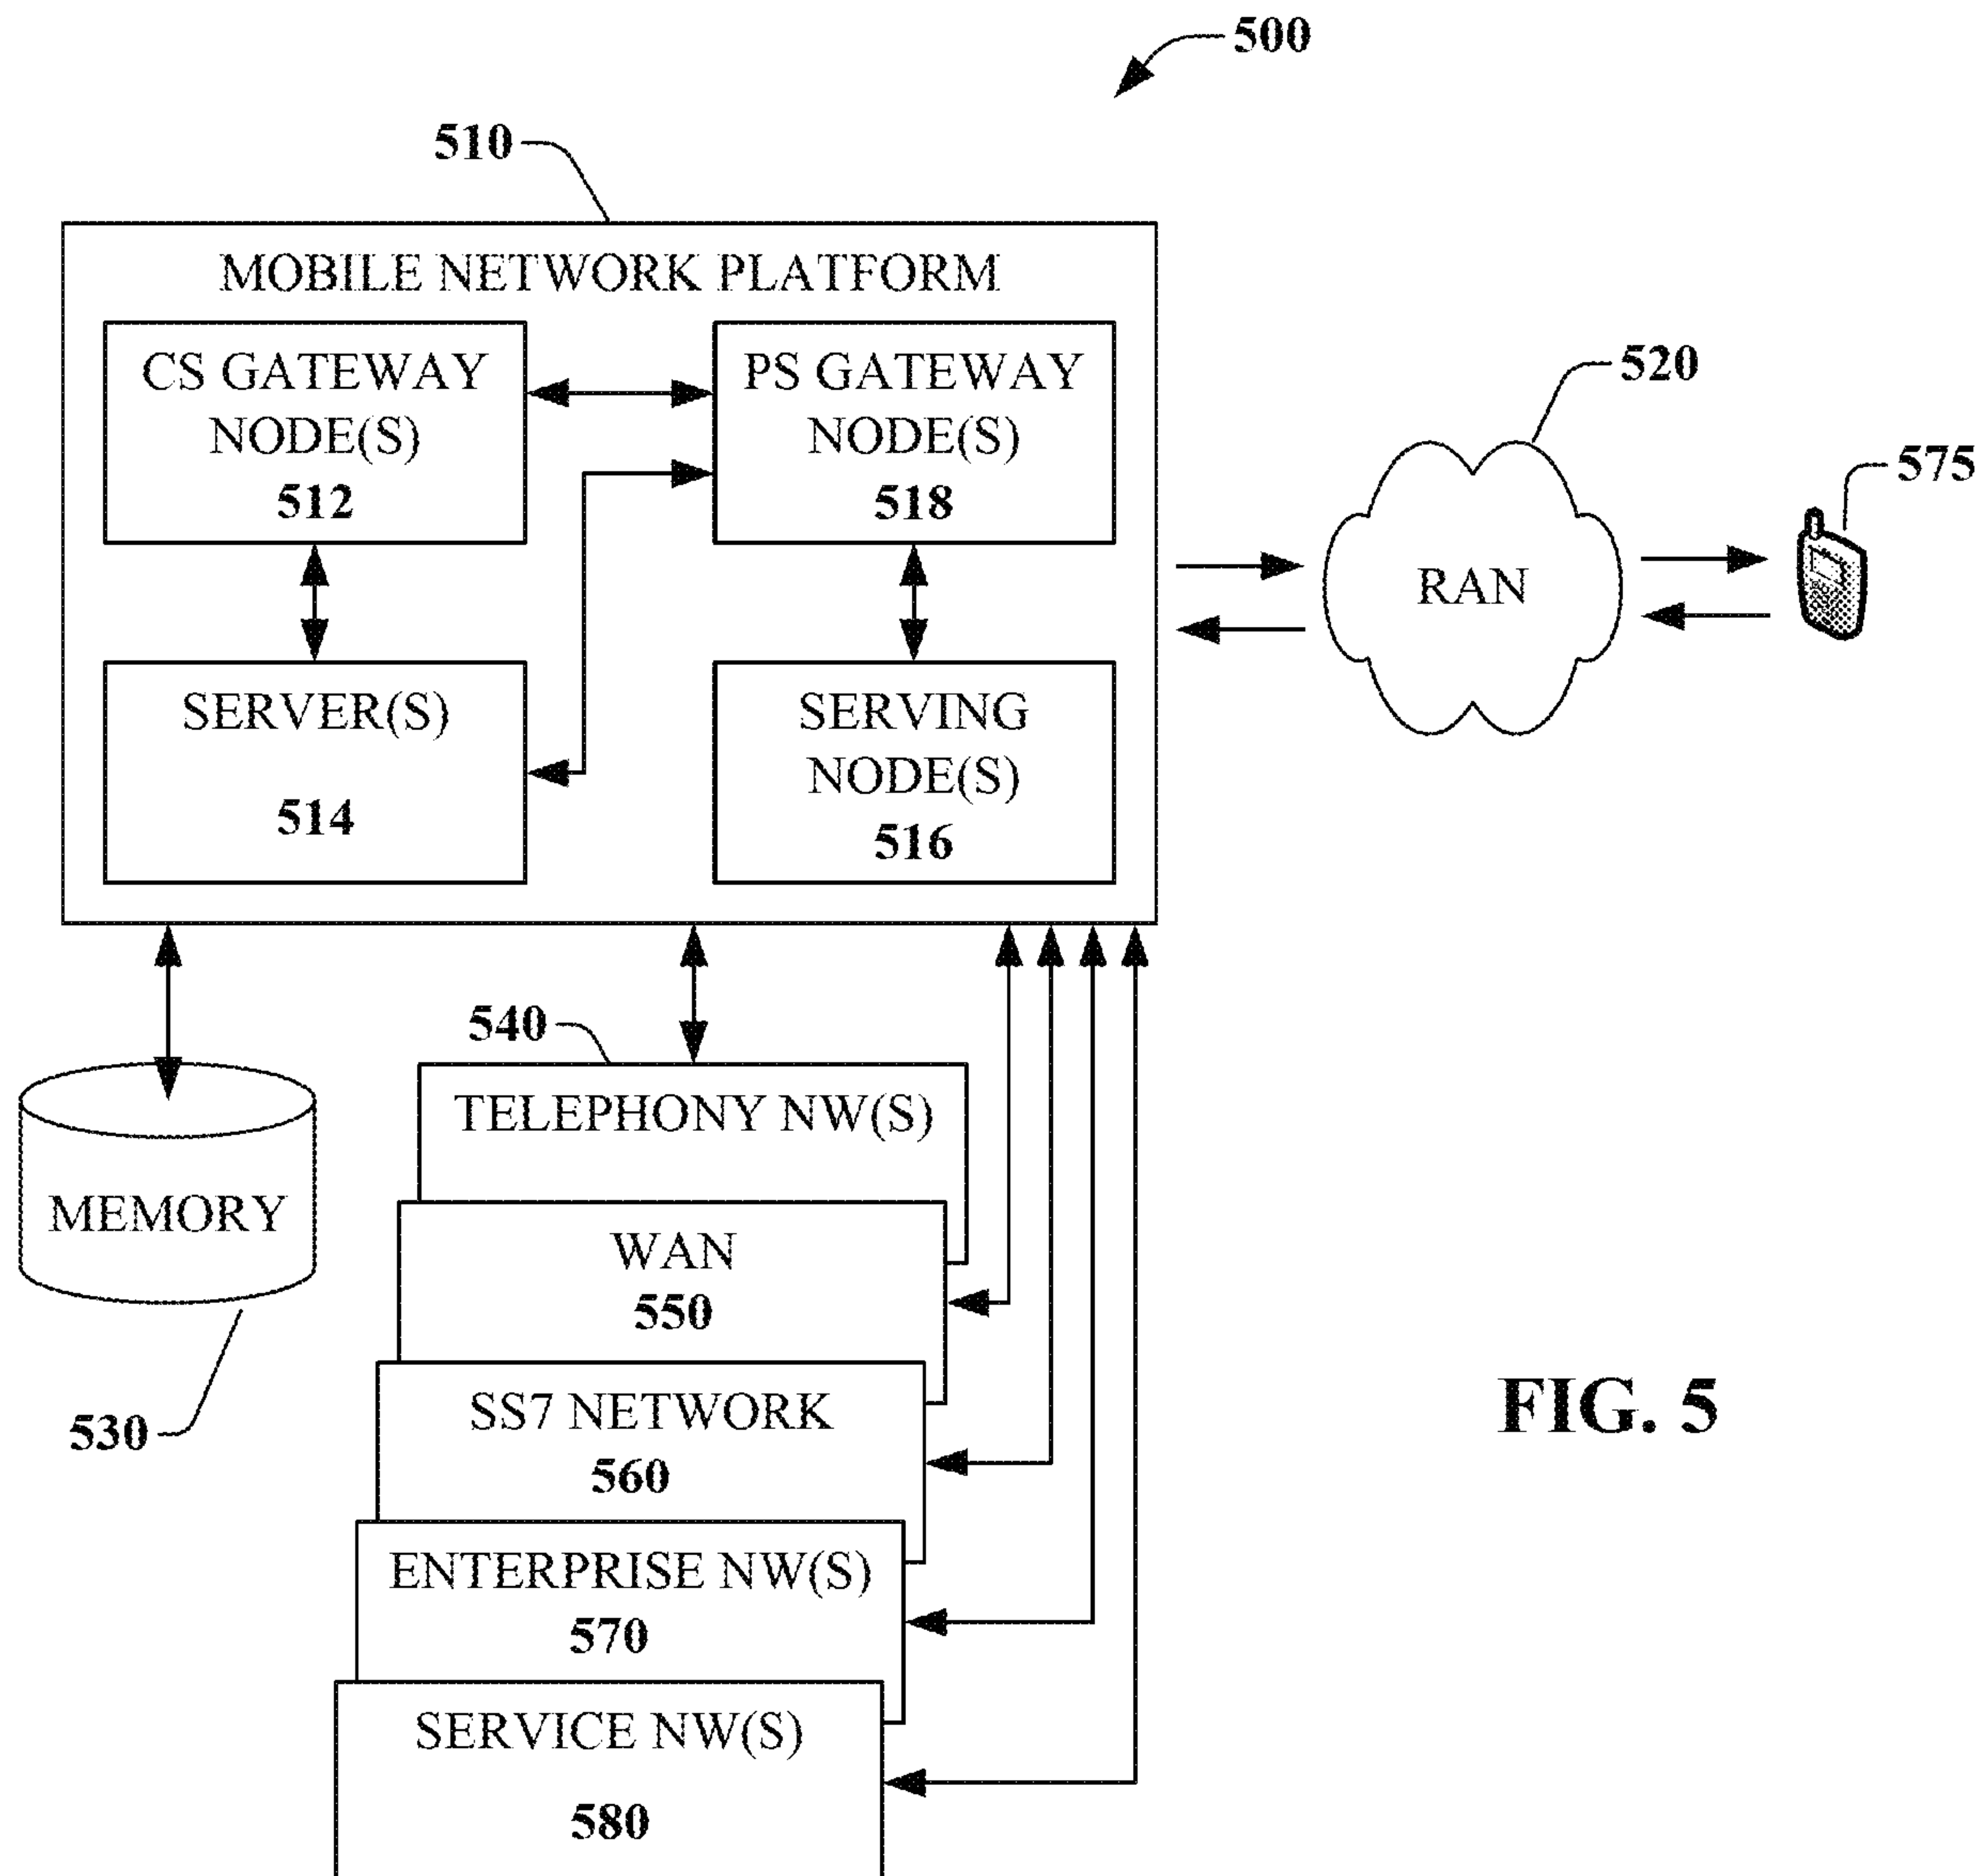 500
510
MOBILE NETWORK PLATFORM
CS GATEWAY
NODE(S)
512
PS GATEWAY
NODE(S)
518
SERVER(S)
514
SERVING
NODE(S)
516
520
RAN
575
540
TELEPHONY NW(S)
MEMORY
530
WAN
550
SS7 NETWORK
560
ENTERPRISE NW(S)
570
SERVICE NW(S)
580
FIG. 5